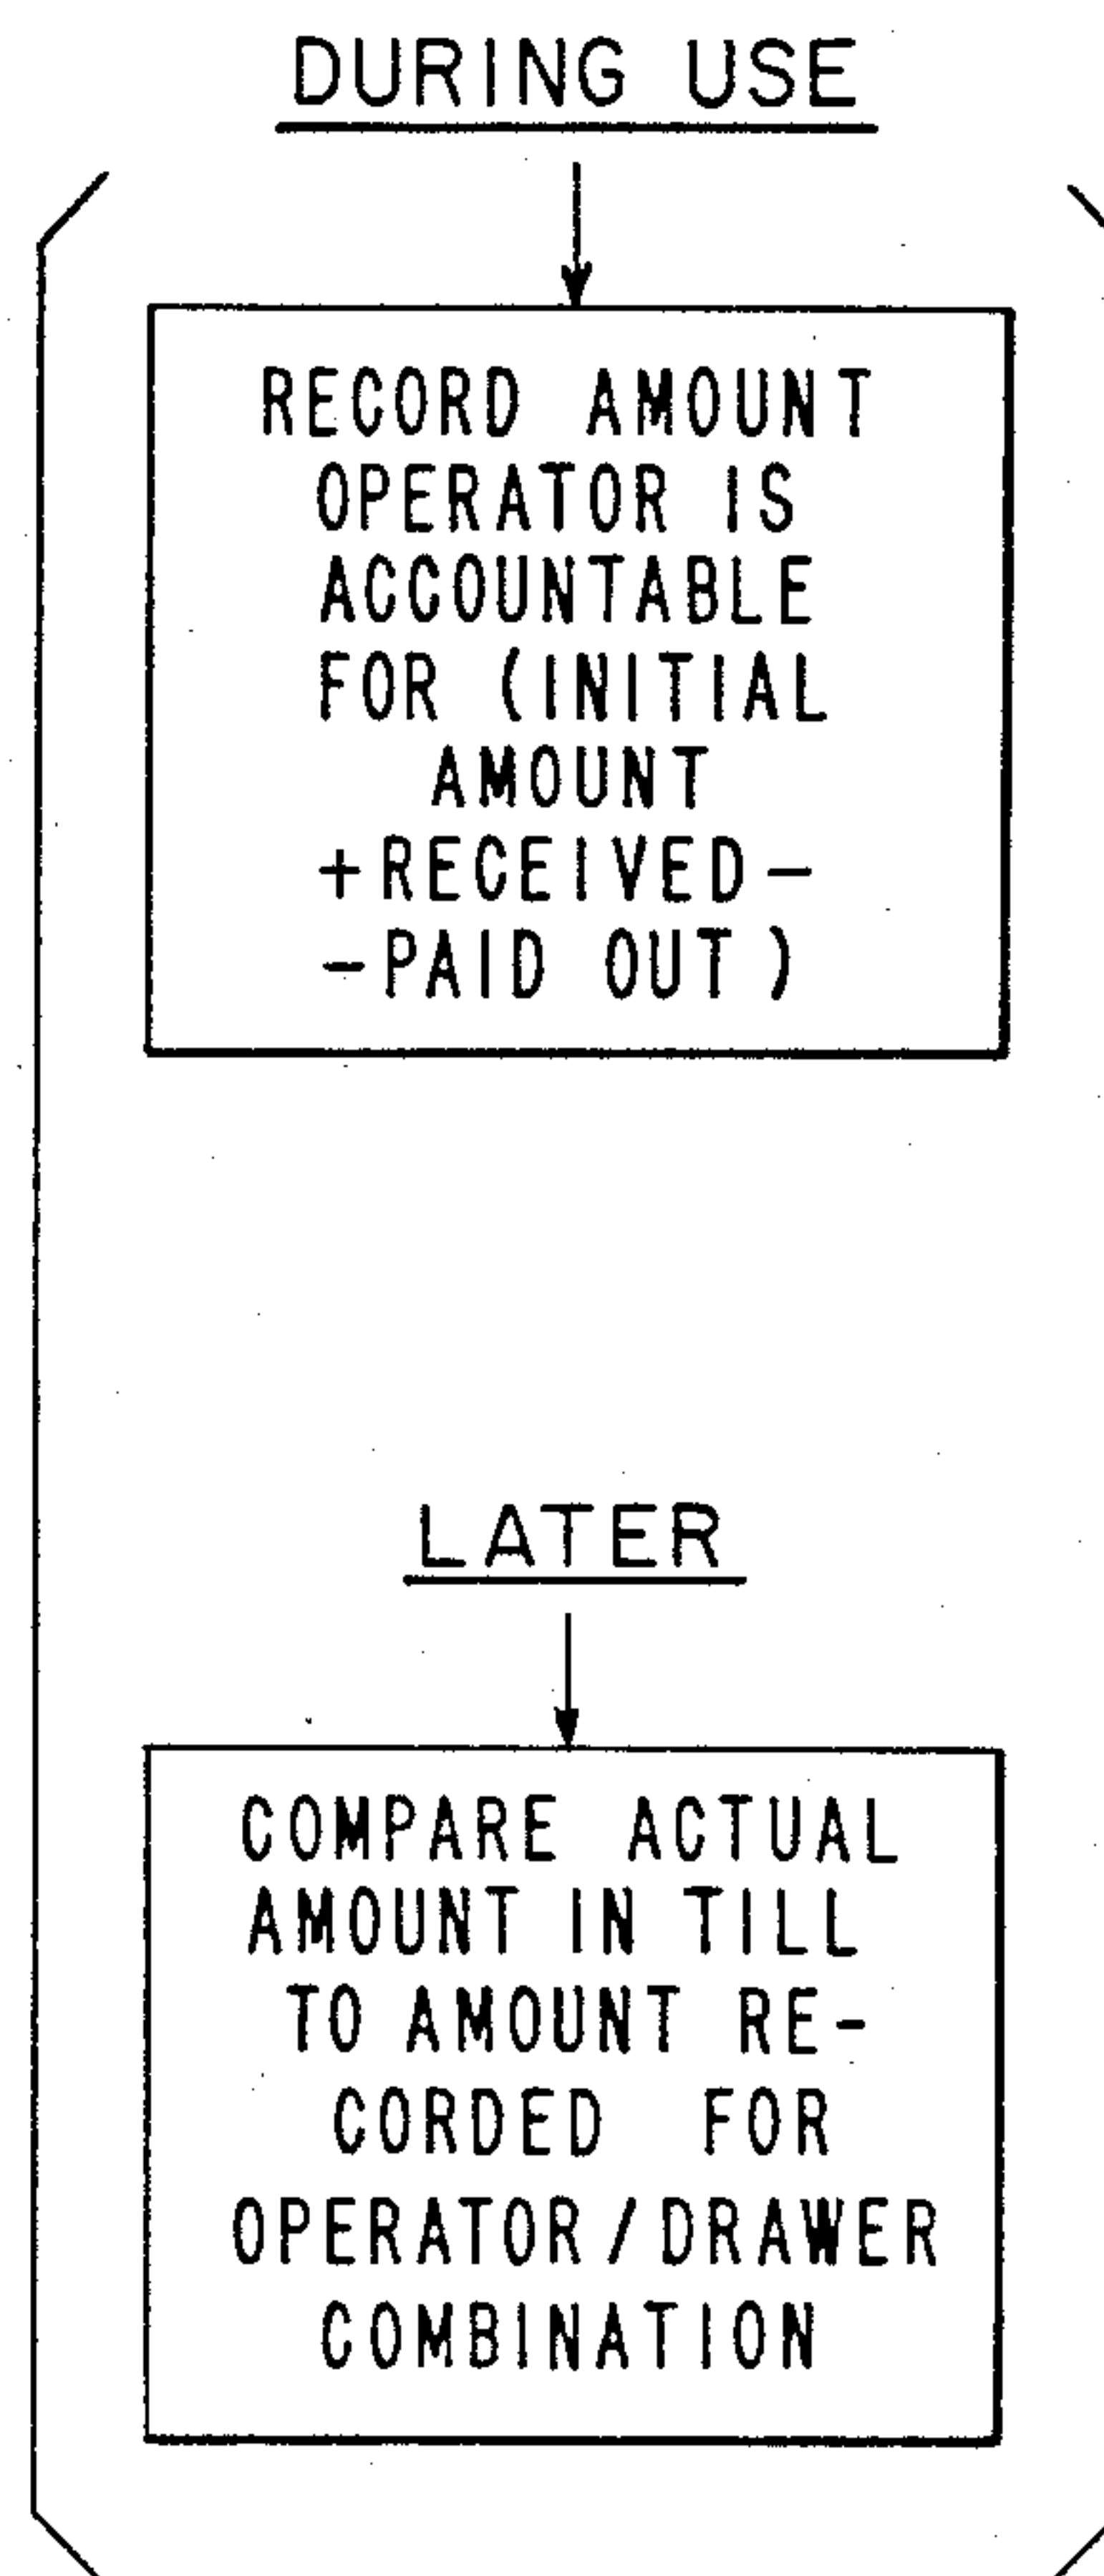 DURING USE
RECORD AMOUNT
OPERATOR IS
ACCOUNTABLE
FOR (INITIAL
AMOUNT
+RECEIVED-
-PAID OUT)
LATER
COMPARE ACTUAL
AMOUNT IN TILL
TO AMOUNT RE-
CORDED FOR
OPERATOR/DRAWER
COMBINATION